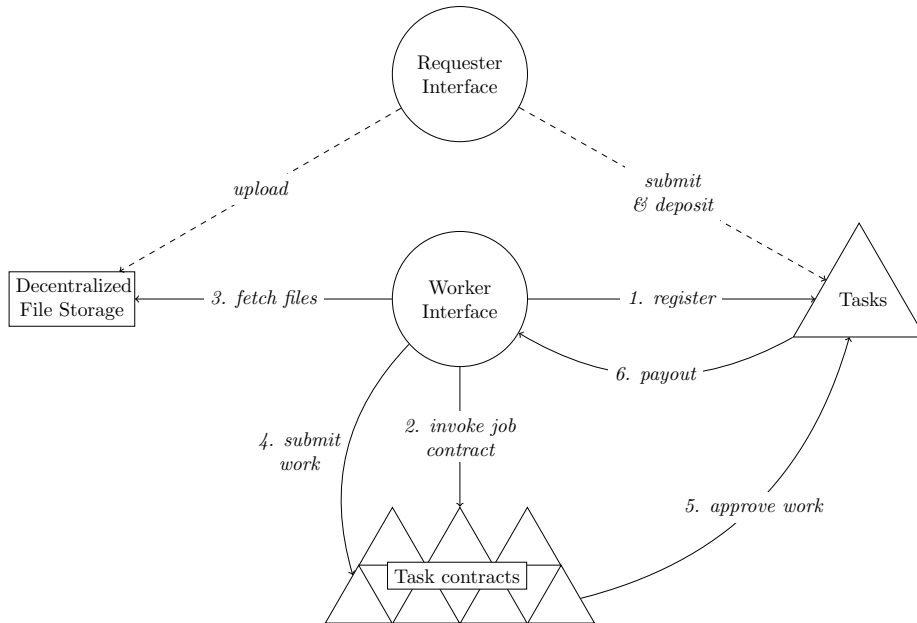 Requester
Interface
upload
submit
& deposit
Decentralized
File Storage
3. fetch files
Worker
Interface
1. register
Tasks
6. payout
2. invoke job
contract
4. submit
work
5. approve work
Task contracts